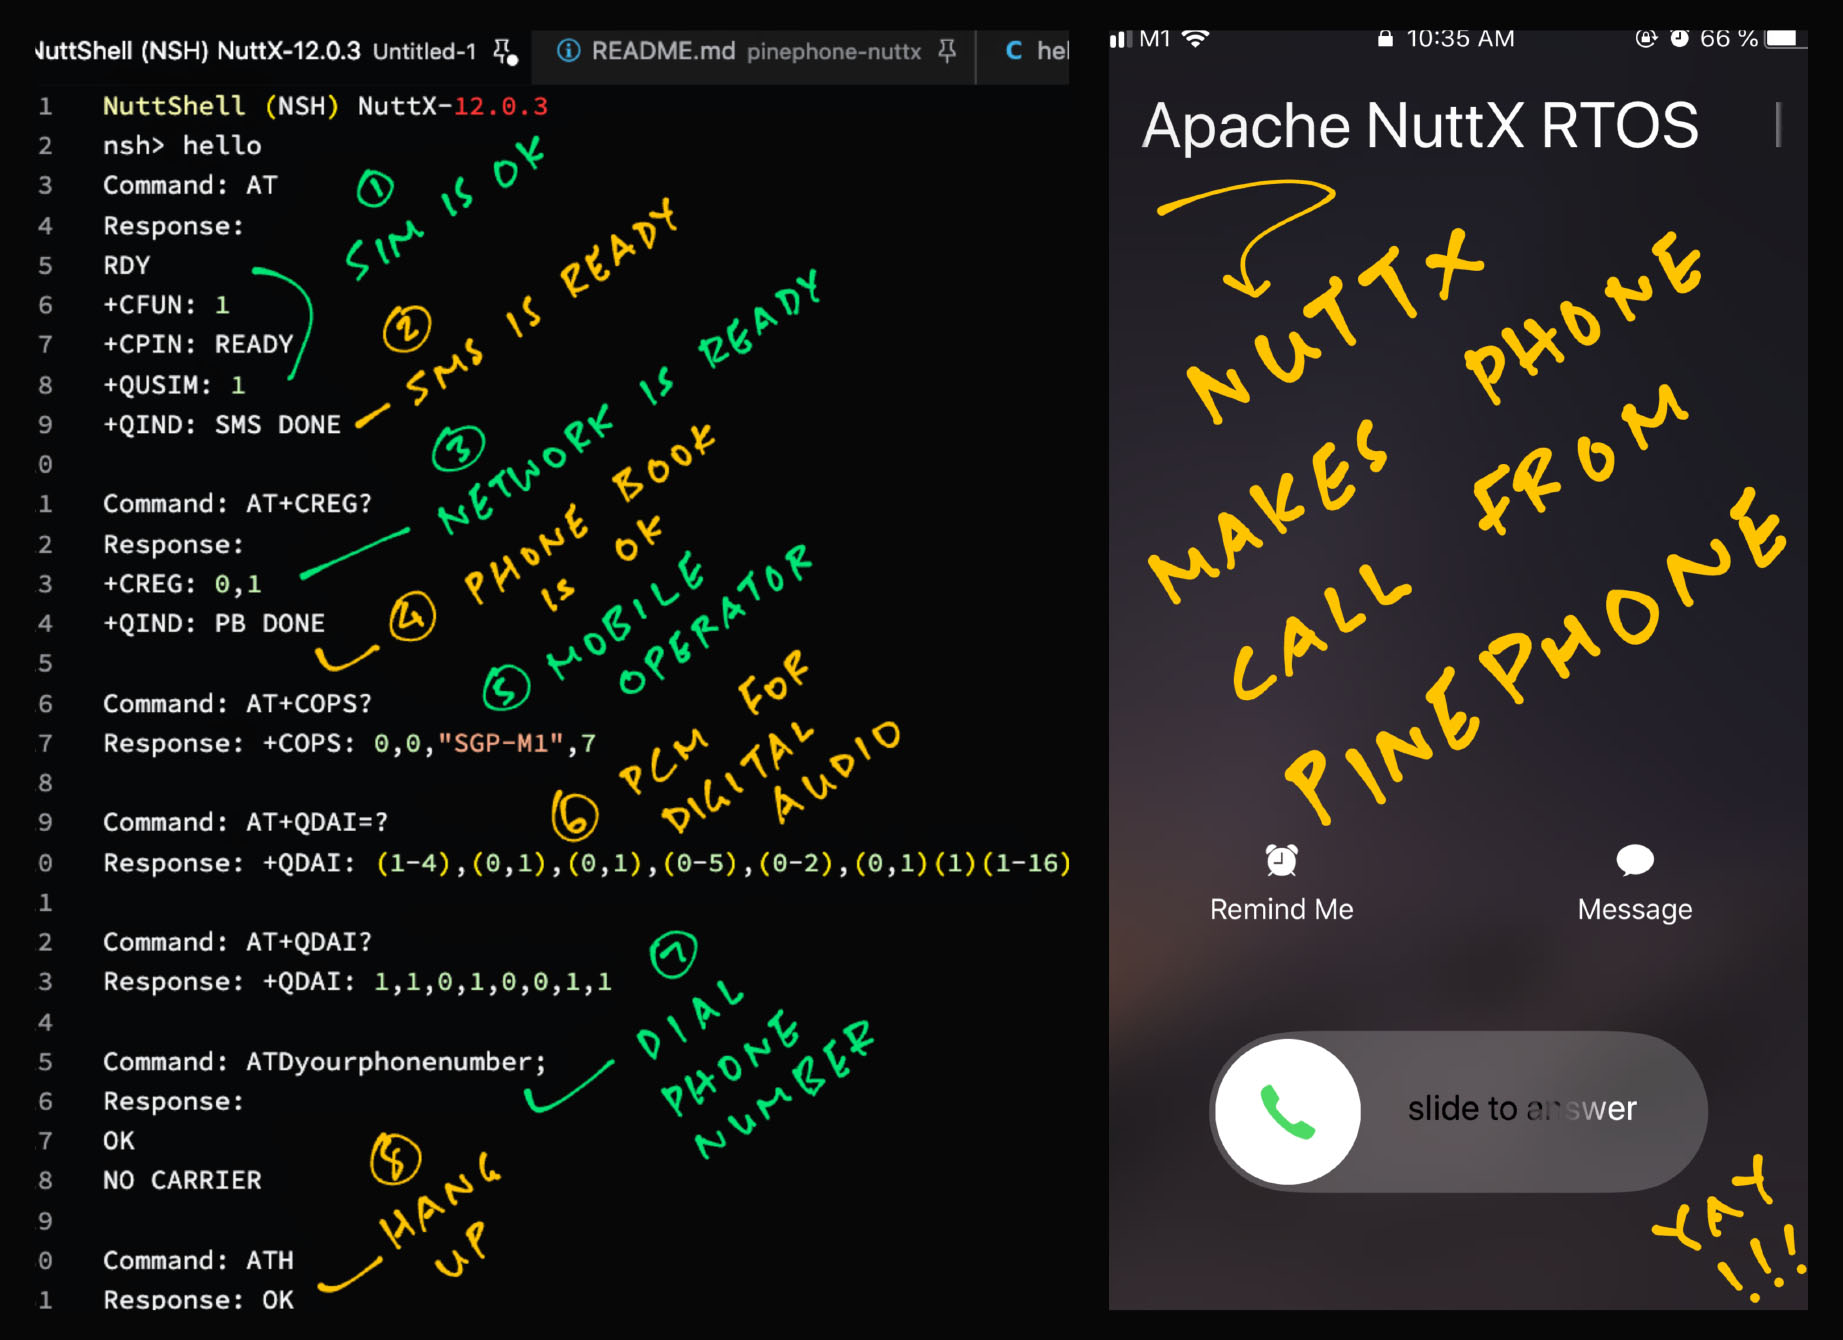 NuttShell (NSH) NuttX-12.0.3 Untitled-1
README.md pinephone-nuttx
C hel
1 NuttShell (NSH) NuttX-12.0.3
2 nsh> hello
3 Command: AT
4 Response:
5 RDY
6 +CFUN: 1
7 +CPIN: READY
8 +QUSIM: 1
9 +QIND: SMS DONE
0
1 Command: AT+CREG?
2 Response:
3 +CREG: 0,1
4 +QIND: PB DONE
5
6 Command: AT+COPS?
7 Response: +COPS: 0,0,"SGP-M1",7
8
9 Command: AT+QDAI=?
0 Response: +QDAI: (1-4),(0,1),(0,1),(0-5),(0-2),(0,1)(1)(1-16)
1
2 Command: AT+QDAI?
3 Response: +QDAI: 1,1,0,1,0,0,1,1
4
5 Command: ATDyourphonenumber;
6 Response:
7 OK
8 NO CARRIER
9
0 Command: ATH
1 Response: OK
1 SIM IS OK
2 SMS IS READY
3 NETWORK IS READY
4 PHONE BOOK
IS OK
5 MOBILE
OPERATOR
6 PCM FOR
DIGITAL
AUDIO
7 DIAL
PHONE
NUMBER
8 HANG
UP
M1 10:35 AM 66 %
Apache NuttX RTOS
NUTTX
MAKES PHONE
CALL FROM
PINEPHONE
Remind Me Message
slide to answer
YAY
!!!